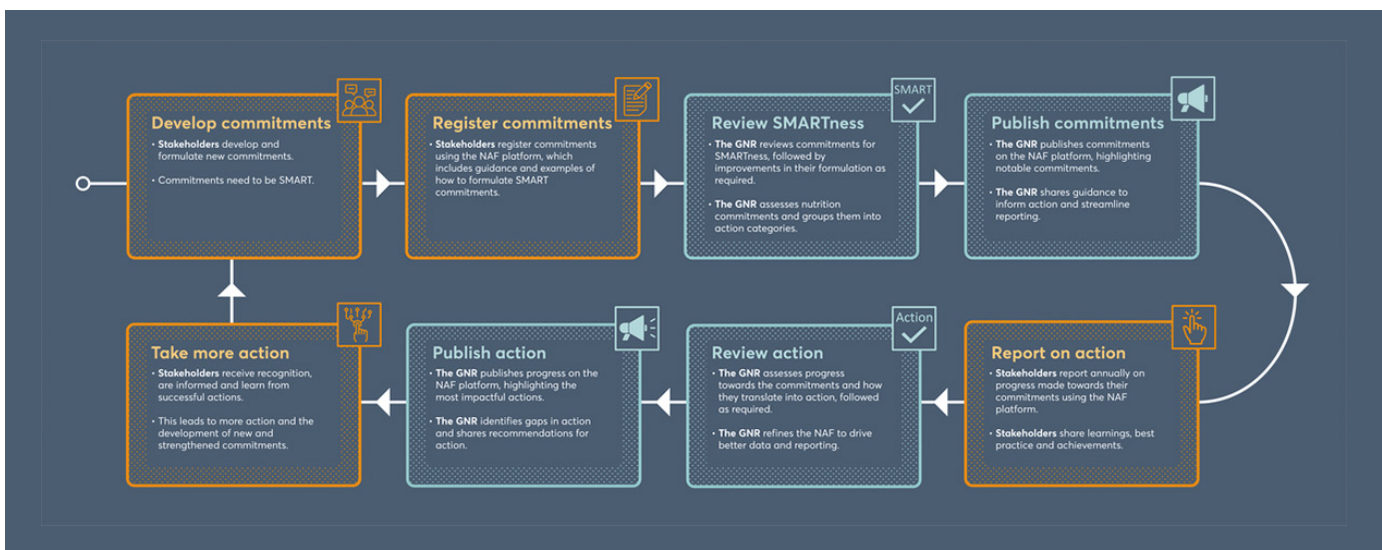 Develop commitments
• Stakeholders develop and
formulate new commitments.
• Commitments need to be SMART.
Register commitments
• Stakeholders register commitments
using the NAF platform, which
includes guidance and examples of
how to formulate SMART
commitments.
SMART
Review SMARTness
• The GNR reviews commitments for
SMARTness, followed by
improvements in their formulation as
required.
• The GNR assesses nutrition
commitments and groups them into
action categories.
Publish commitments
• The GNR publishes commitments
on the NAF platform, highlighting
notable commitments.
• The GNR shares guidance to
inform action and streamline
reporting.
Report on action
• Stakeholders report annually on
progress made towards their
commitments using the NAF
platform.
• Stakeholders share learnings, best
practice and achievements.
Action
Review action
• The GNR assesses progress
towards the commitments and how
they translate into action, followed
as required.
• The GNR refines the NAF to drive
better data and reporting.
Publish action
• The GNR publishes progress on the
NAF platform, highlighting the
most impactful actions.
• The GNR identifies gaps in action
and shares recommendations for
action.
Take more action
• Stakeholders receive recognition,
are informed and learn from
successful actions.
• This leads to more action and the
development of new and
strengthened commitments.